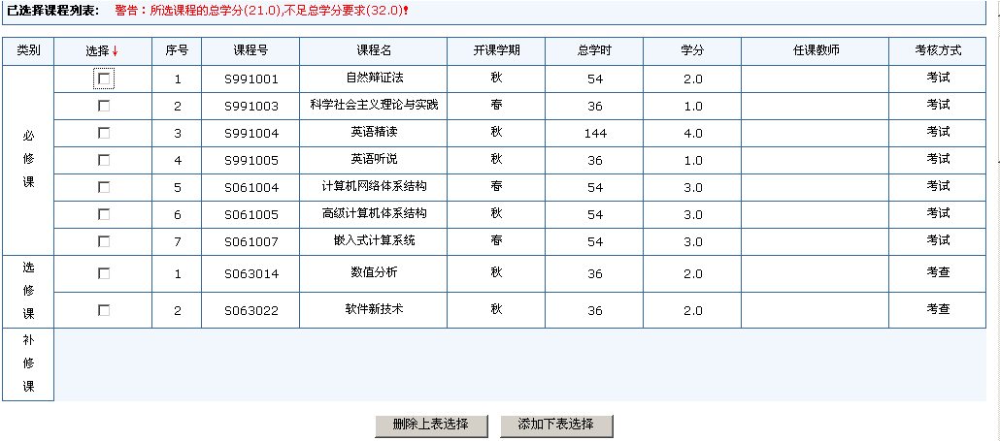 已选择课程列表: 警告：所选课程的总学分(21.0),不足总学分要求(32.0)!
类别 选择↓ 序号 课程号 课程名 开课学期 总学时 学分 任课教师 考核方式
必修课
1 S991001 自然辩证法 秋 54 2.0 考试
2 S991003 科学社会主义理论与实践 春 36 1.0 考试
3 S991004 英语精读 秋 144 4.0 考试
4 S991005 英语听说 秋 36 1.0 考试
5 S061004 计算机网络体系结构 春 54 3.0 考试
6 S061005 高级计算机体系结构 秋 54 3.0 考试
7 S061007 嵌入式计算系统 春 54 3.0 考试
选修课
1 S063014 数值分析 秋 36 2.0 考查
2 S063022 软件新技术 秋 36 2.0 考查
补修课
删除上表选择 添加下表选择